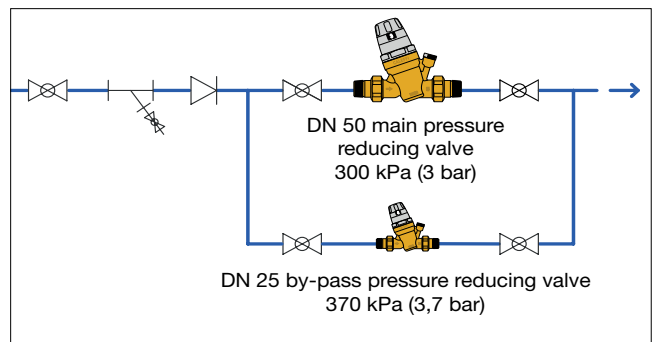 DN 50 main pressure
reducing valve
300 kPa (3 bar)
DN 25 by-pass pressure reducing valve
370 kPa (3,7 bar)